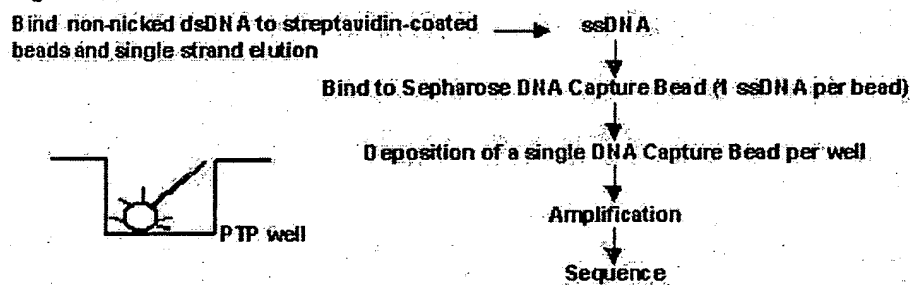 Bind non-nicked dsDNA to streptavidin-coated
beads and single strand elution
ssDNA
Bind to Sepharose DNA Capture Bead (1 ssDNA per bead)
Deposition of a single DNA Capture Bead per well
Amplification
PTP well
Sequence